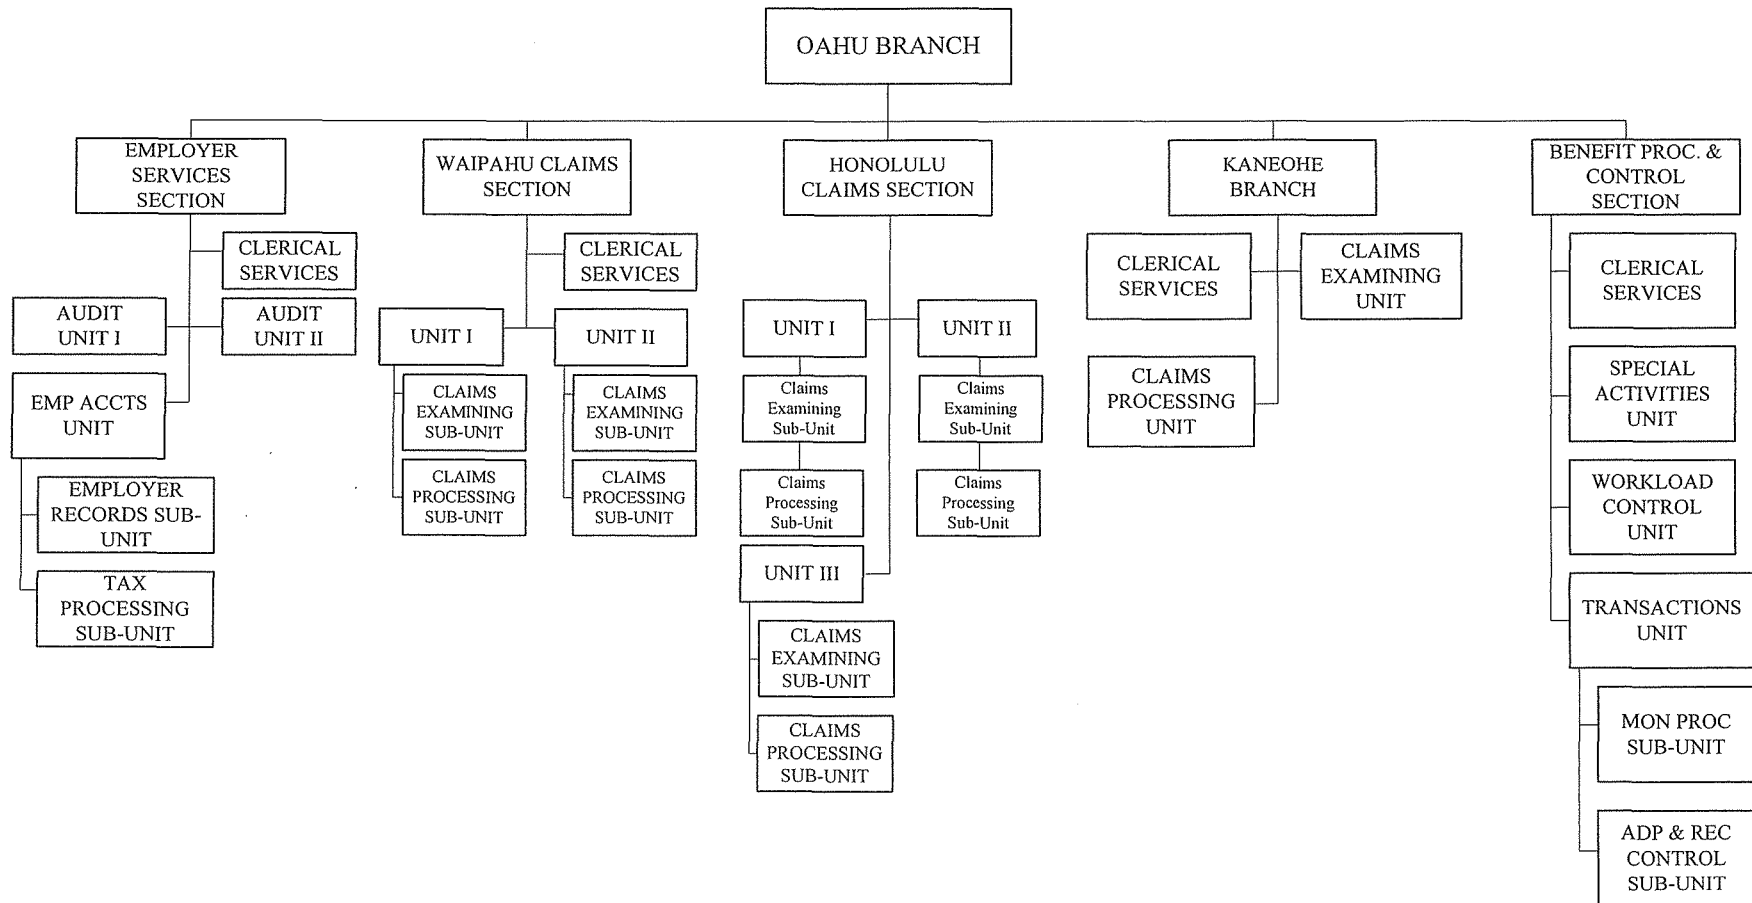 OAHU BRANCH
EMPLOYER
SERVICES
SECTION
WAIPAHU CLAIMS
SECTION
HONOLULU
CLAIMS SECTION
KANEOHE
BRANCH
BENEFIT PROC. &
CONTROL
SECTION
CLERICAL
SERVICES
AUDIT
UNIT I
AUDIT
UNIT II
EMP ACCTS
UNIT
EMPLOYER
RECORDS SUB-
UNIT
TAX
PROCESSING
SUB-UNIT
CLERICAL
SERVICES
UNIT I
UNIT II
CLAIMS
EXAMINING
SUB-UNIT
CLAIMS
PROCESSING
SUB-UNIT
CLAIMS
EXAMINING
SUB-UNIT
CLAIMS
PROCESSING
SUB-UNIT
UNIT I
UNIT II
Claims
Examining
Sub-Unit
Claims
Processing
Sub-Unit
Claims
Examining
Sub-Unit
Claims
Processing
Sub-Unit
UNIT III
CLAIMS
EXAMINING
SUB-UNIT
CLAIMS
PROCESSING
SUB-UNIT
CLERICAL
SERVICES
CLAIMS
EXAMINING
UNIT
CLAIMS
PROCESSING
UNIT
CLERICAL
SERVICES
SPECIAL
ACTIVITIES
UNIT
WORKLOAD
CONTROL
UNIT
TRANSACTIONS
UNIT
MON PROC
SUB-UNIT
ADP & REC
CONTROL
SUB-UNIT